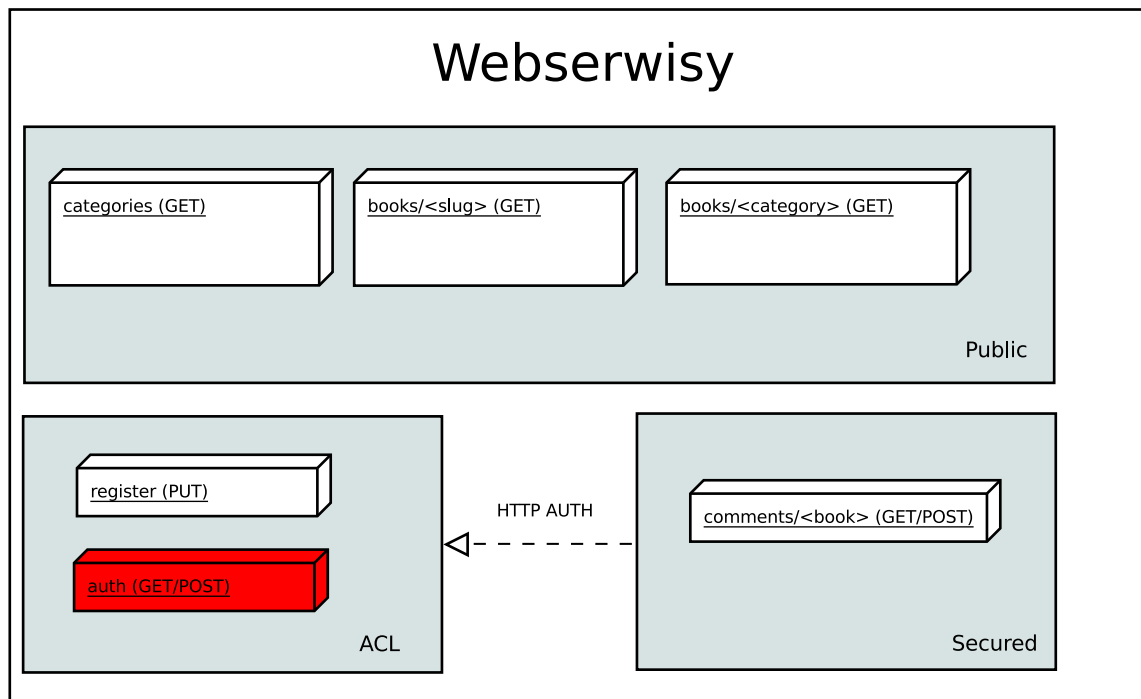 Webserwisy
categories (GET)
books/<slug> (GET)
books/<category> (GET)
Public
register (PUT)
auth (GET/POST)
ACL
HTTP AUTH
comments/<book> (GET/POST)
Secured